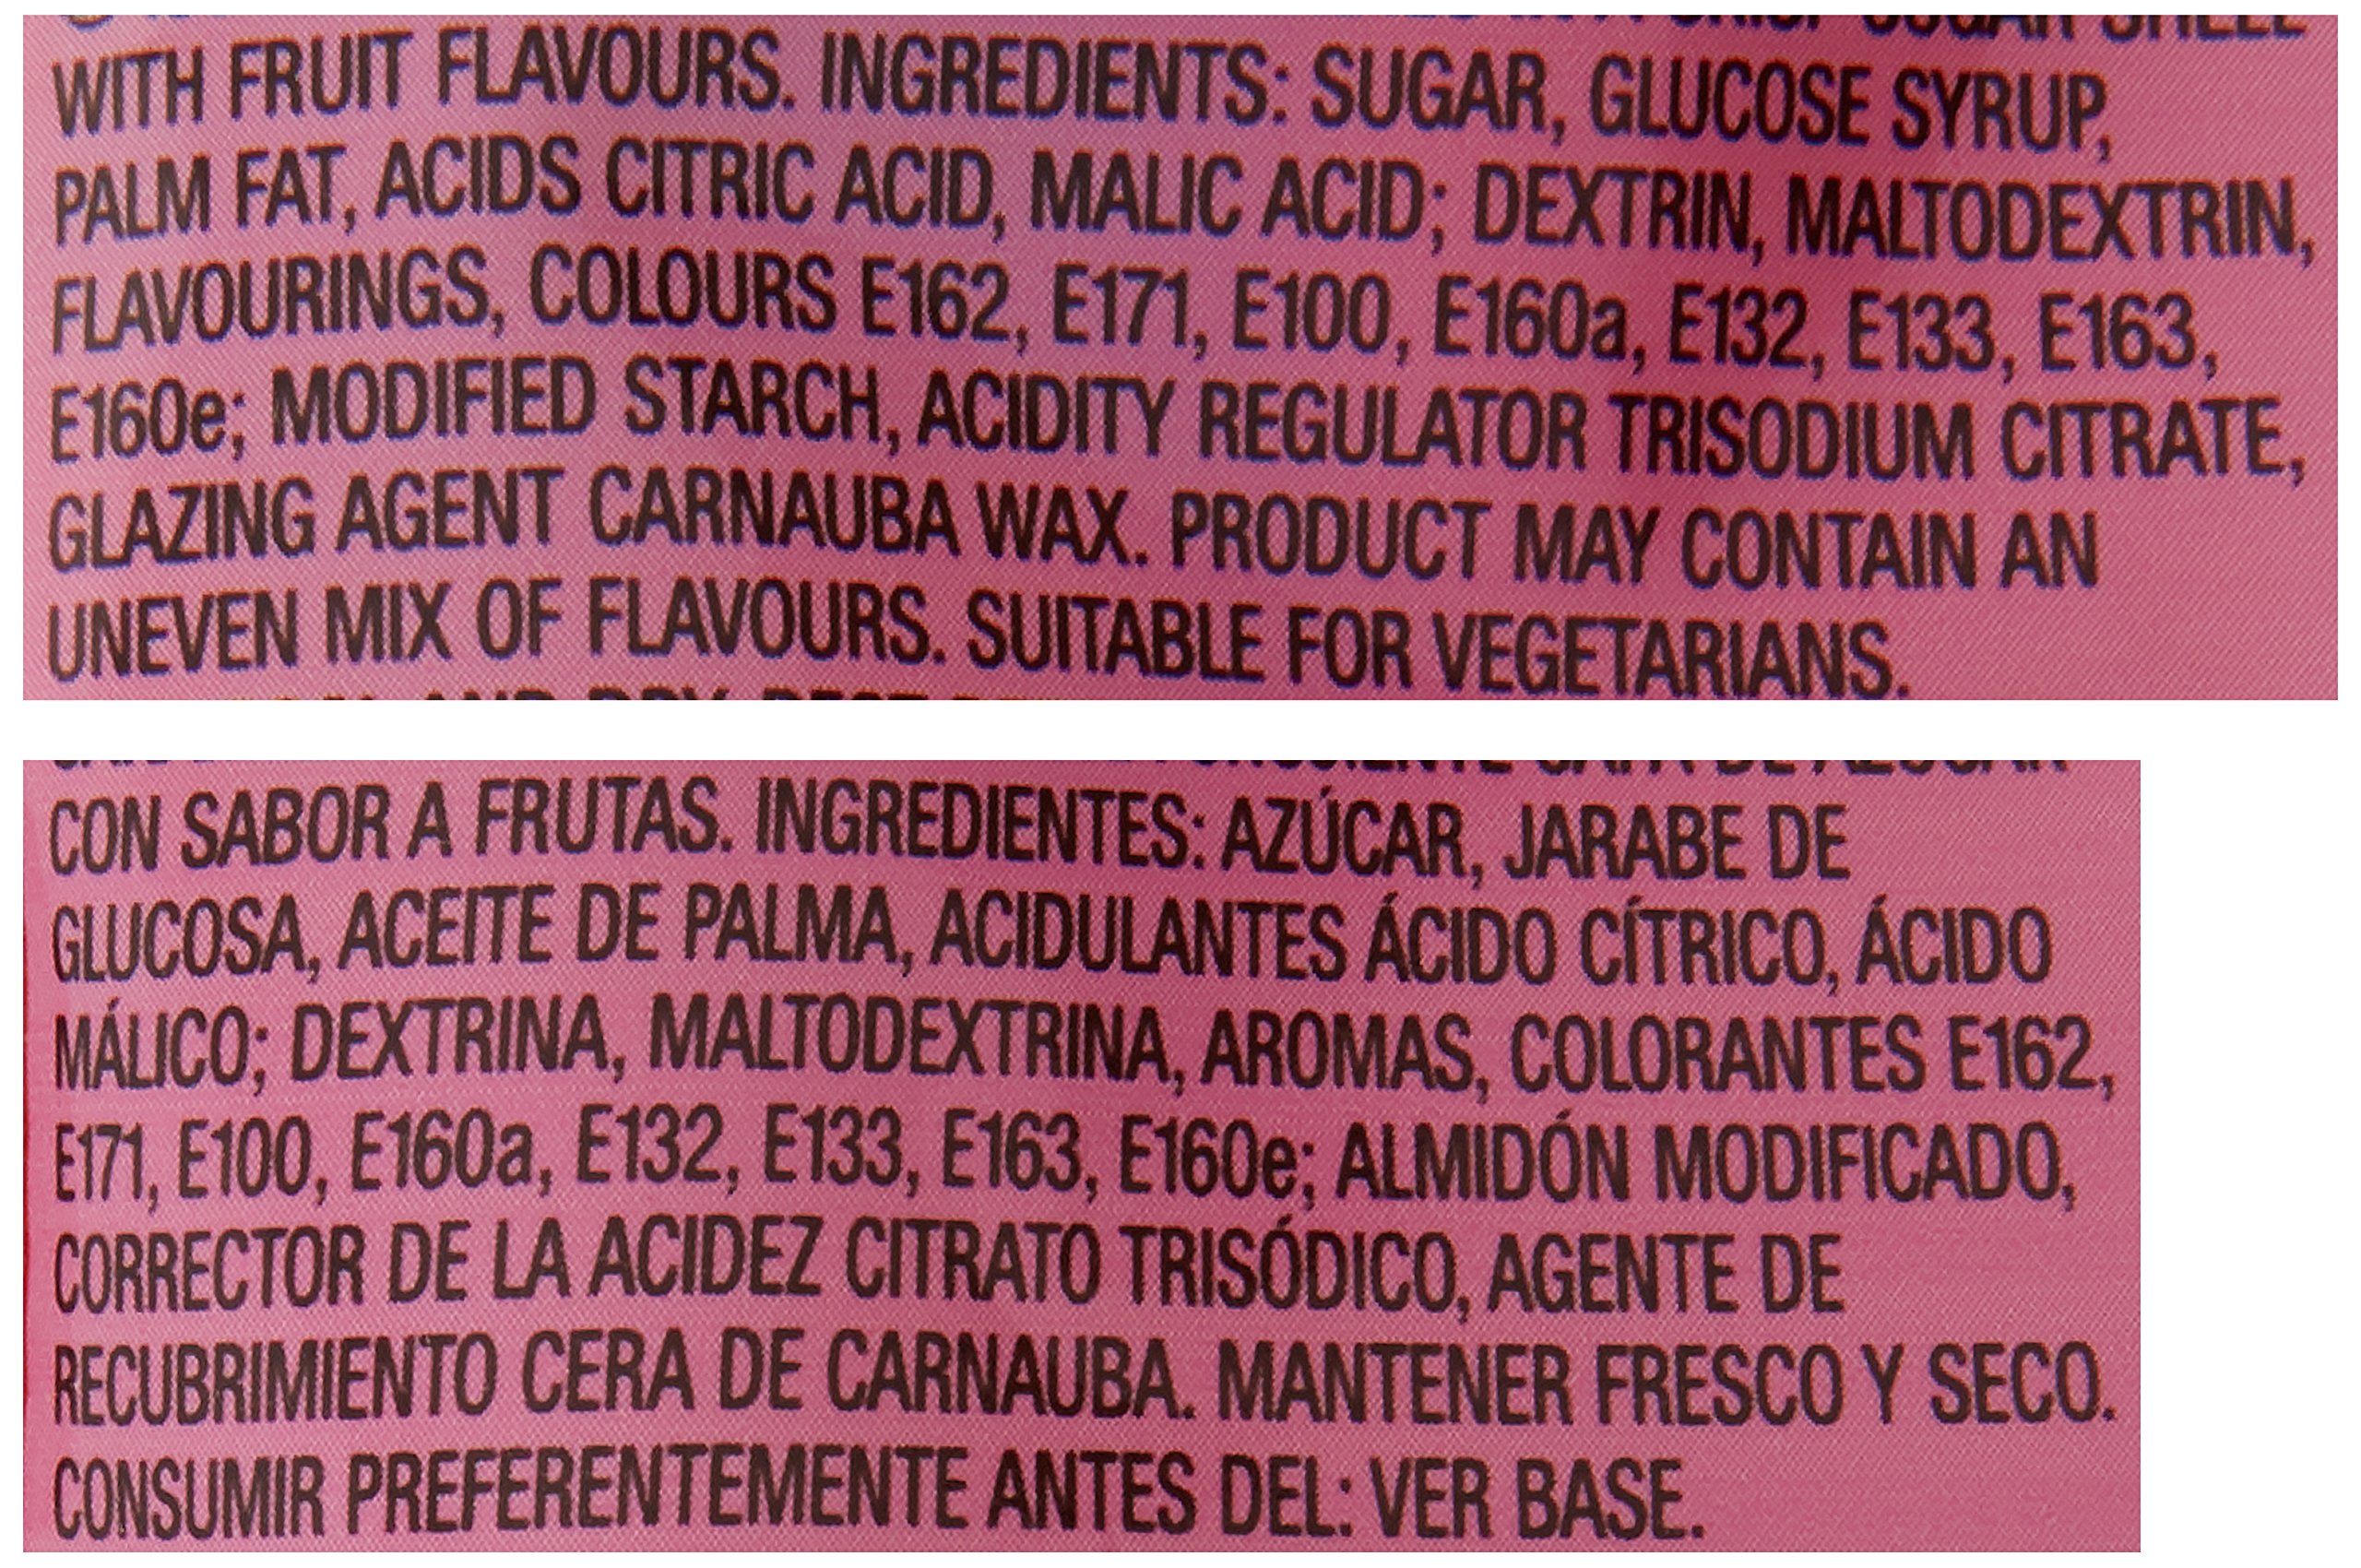 SUGAR SHELL
WITH FRUIT FLAVOURS. INGREDIENTS: SUGAR, GLUCOSE SYRUP,
PALM FAT, ACIDS CITRIC ACID, MALIC ACID; DEXTRIN, MALTODEXTRIN,
FLAVOURINGS, COLOURS E162, E171, E100, E160a, E132, E133, E163,
E160e; MODIFIED STARCH, ACIDITY REGULATOR TRISODIUM CITRATE,
GLAZING AGENT CARNAUBA WAX. PRODUCT MAY CONTAIN AN
UNEVEN MIX OF FLAVOURS. SUITABLE FOR VEGETARIANS.
AND DRY.
CON SABOR A FRUTAS. INGREDIENTES: AZÚCAR, JARABE DE
GLUCOSA, ACEITE DE PALMA, ACIDULANTES ÁCIDO CÍTRICO, ÁCIDO
MÁLICO; DEXTRINA, MALTODEXTRINA, AROMAS, COLORANTES E162,
E171, E100, E160a, E132, E133, E163, E160e; ALMIDÓN MODIFICADO,
CORRECTOR DE LA ACIDEZ CITRATO TRISÓDICO, AGENTE DE
RECUBRIMIENTO CERA DE CARNAUBA. MANTENER FRESCO Y SECO.
CONSUMIR PREFERENTEMENTE ANTES DEL: VER BASE.